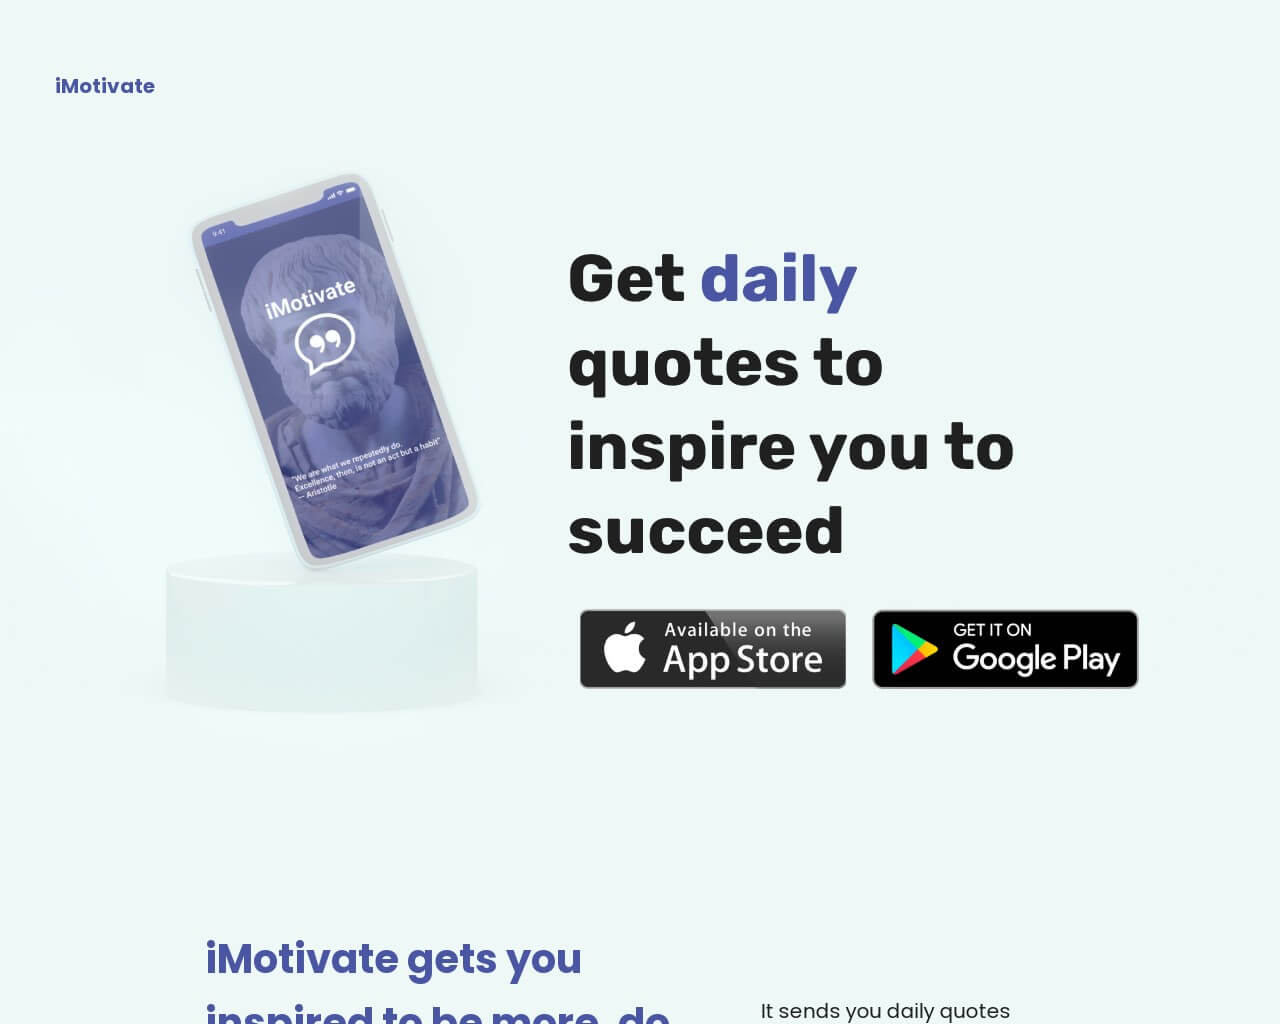 iMotivate
9:41
iMotivate
"We are what we repeatedly do.
Excellence, then, is not an act but a habit"
— Aristotle
Get daily
quotes to
inspire you to
succeed
Available on the
App Store
GET IT ON
Google Play
iMotivate gets you
inspired to be more, do
It sends you daily quotes